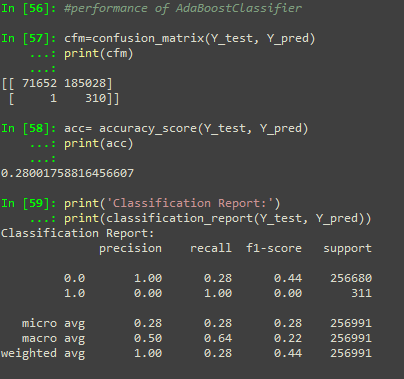 In [56]: #performance of AdaBoostClassifier
In [57]: cfm=confusion_matrix(Y_test, Y_pred)
    ...: print(cfm)
    ...:
[[ 71652 185028]
 [     1    310]]
In [58]: acc= accuracy_score(Y_test, Y_pred)
    ...: print(acc)
    ...:
0.28001758816456607
In [59]: print('Classification Report:')
    ...: print(classification_report(Y_test, Y_pred))
Classification Report:
              precision    recall  f1-score   support
         0.0       1.00      0.28      0.44    256680
         1.0       0.00      1.00      0.00       311
   micro avg       0.28      0.28      0.28    256991
   macro avg       0.50      0.64      0.22    256991
weighted avg       1.00      0.28      0.44    256991